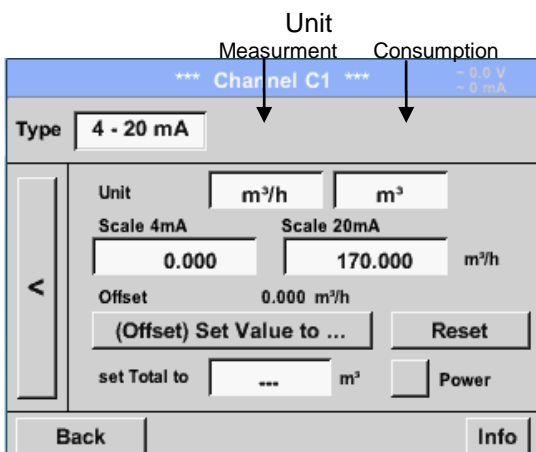 Unit
Measurment Consumption
*** Channel C1 ***
~ 0.0 V
~ 0 mA
Type 4 - 20 mA
Unit m³/h m³
Scale 4mA Scale 20mA
0.000 170.000 m³/h
<
Offset 0.000 m³/h
(Offset) Set Value to ... Reset
set Total to --- m³ Power
Back Info